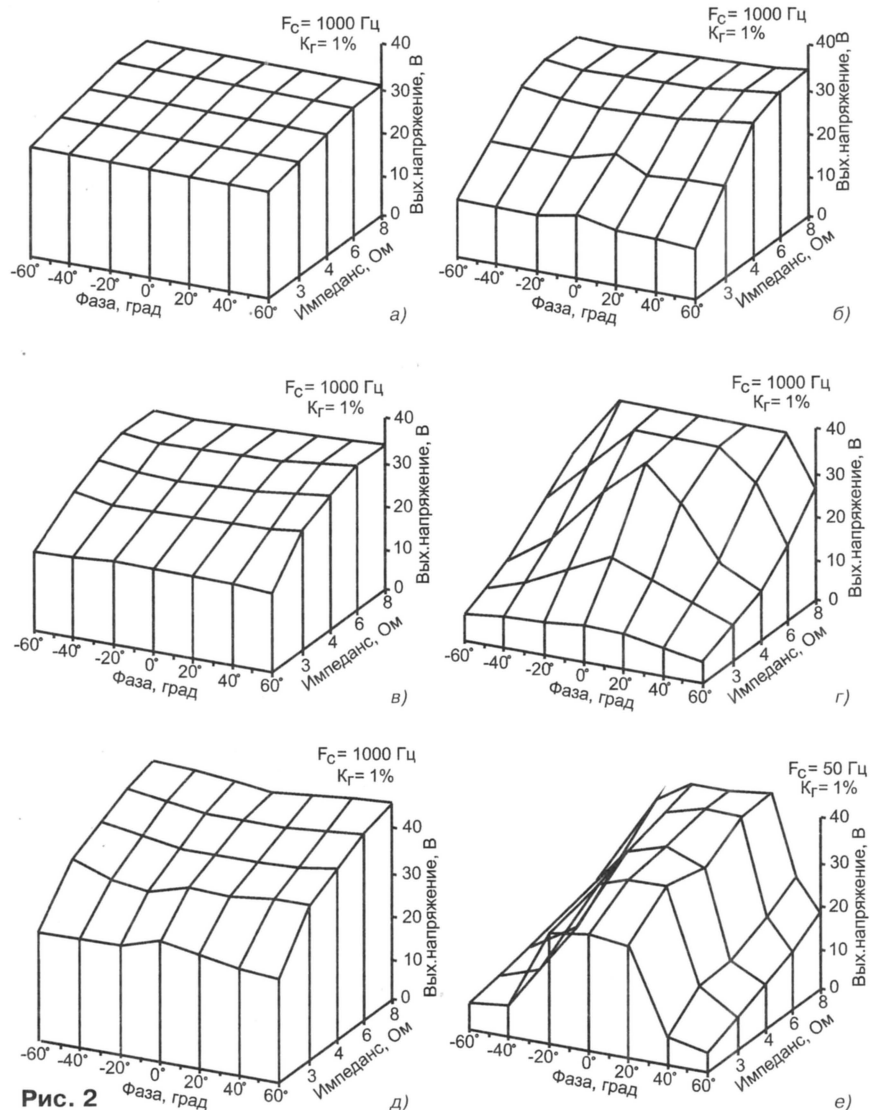 Fc= 1000 Гц
Кг= 1%
40
30
20
10
0
Вых.напряжение, В
8
6
4
3
Импеданс, Ом
-60°
-40°
-20°
0°
20°
40°
60°
Фаза, град
а)
Fc= 1000 Гц
Кг= 1%
40
30
20
10
0
Вых.напряжение, В
8
6
4
3
Импеданс, Ом
-60°
-40°
-20°
0°
20°
40°
60°
Фаза, град
б)
Fc= 1000 Гц
Кг= 1%
40
30
20
10
0
Вых.напряжение, В
8
6
4
3
Импеданс, Ом
-60°
-40°
-20°
0°
20°
40°
60°
Фаза, град
в)
Fc= 1000 Гц
Кг= 1%
40
30
20
10
0
Вых.напряжение, В
8
6
4
3
Импеданс, Ом
-60°
-40°
-20°
0°
20°
40°
60°
Фаза, град
г)
Fc= 1000 Гц
Кг= 1%
40
30
20
10
0
Вых.напряжение, В
8
6
4
3
Импеданс, Ом
-60°
-40°
-20°
0°
20°
40°
60°
Фаза, град
д)
Fc= 50 Гц
Кг= 1%
40
30
20
10
0
Вых.напряжение, В
8
6
4
3
Импеданс, Ом
-60°
-40°
-20°
0°
20°
40°
60°
Фаза, град
е)
Рис. 2